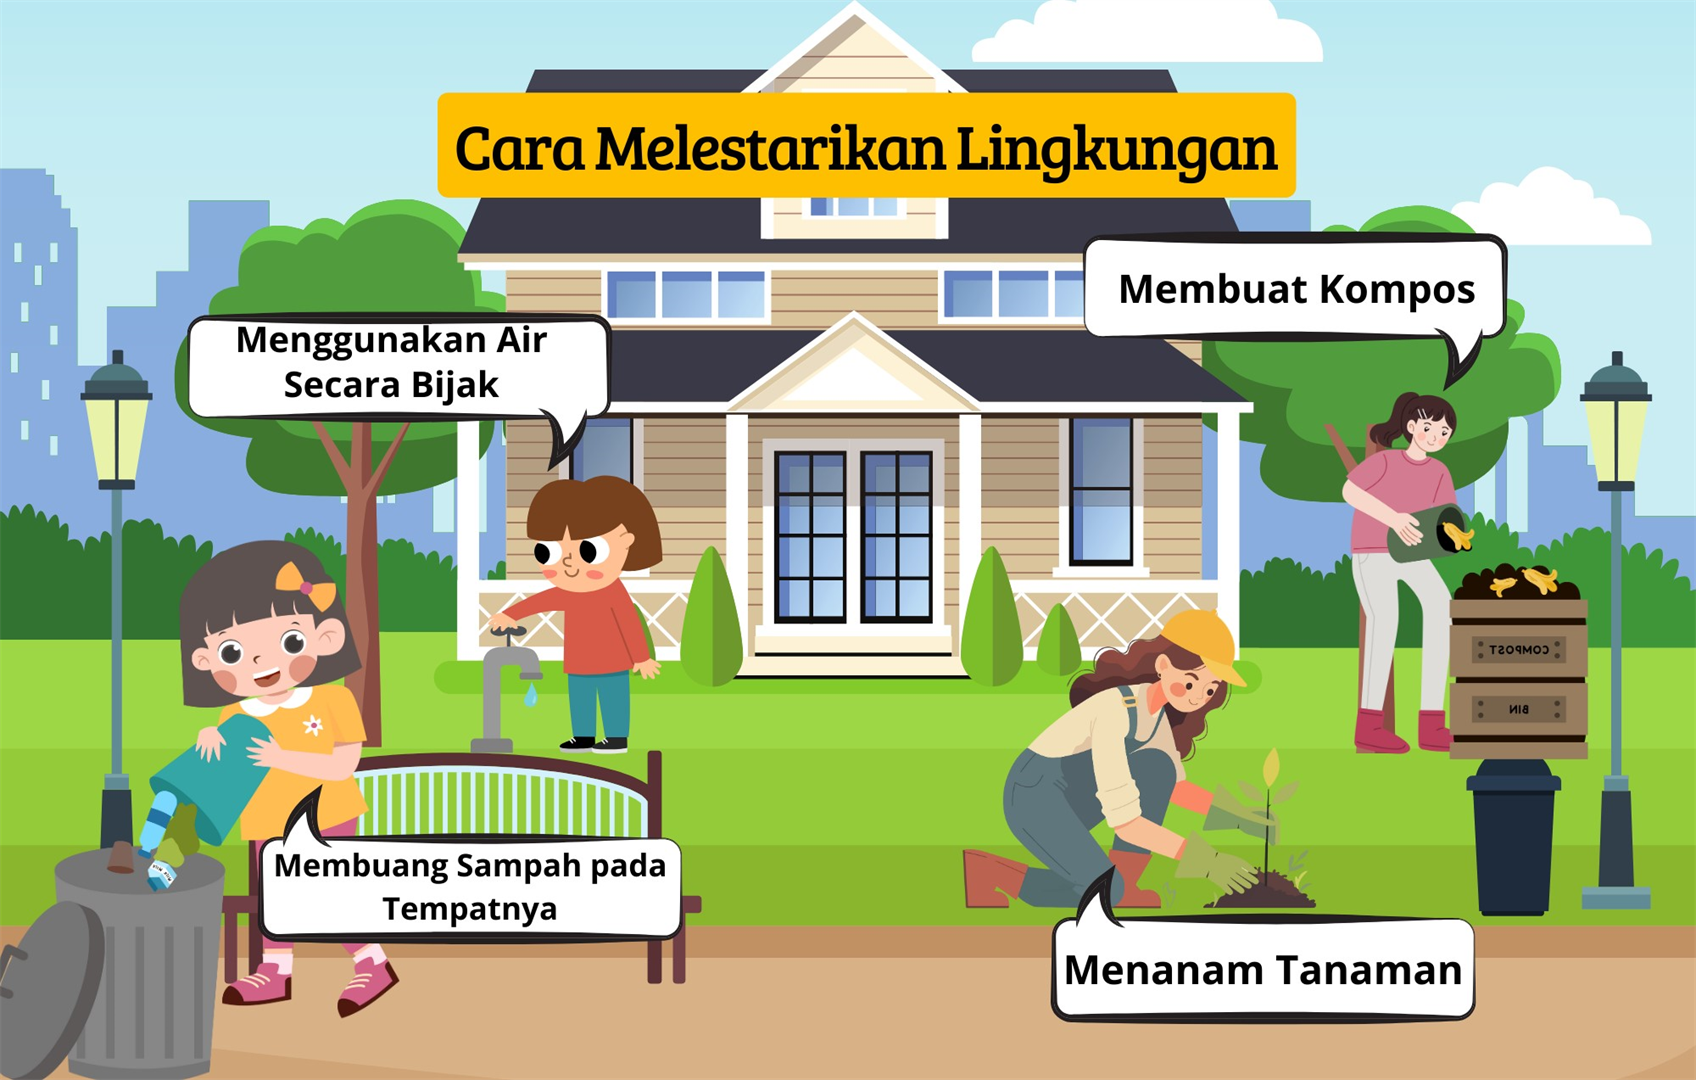 Cara Melestarikan Lingkungan
Membuat Kompos
Menggunakan Air
Secara Bijak
COMPOST
BIN
Membuang Sampah pada
Tempatnya
Menanam Tanaman